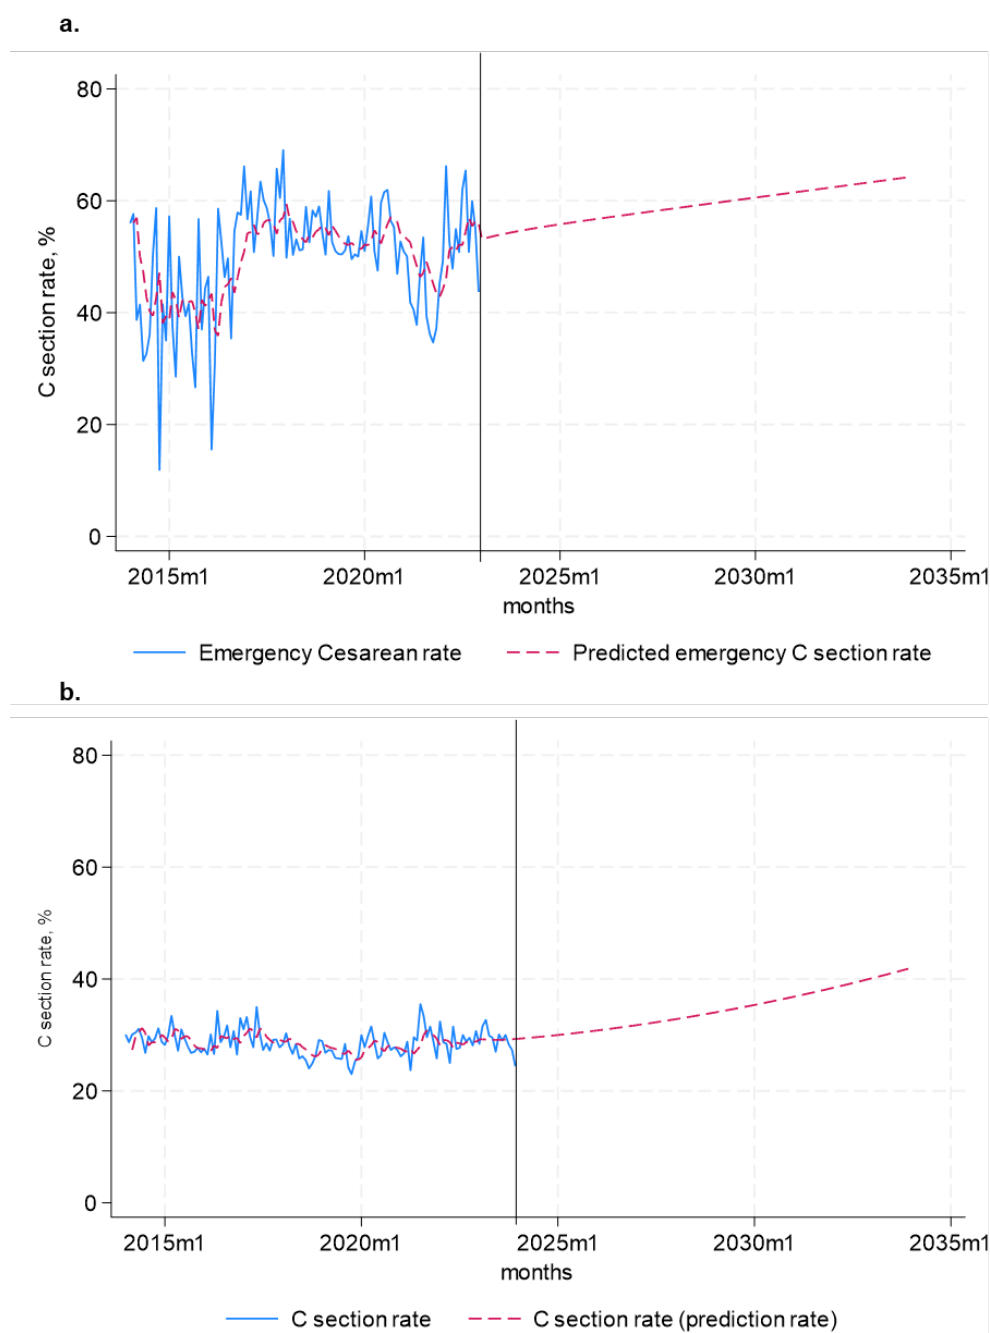 a.
80
60
40
20
0
C section rate, %
2015m1 2020m1 2025m1 2030m1 2035m1
months
Emergency Cesarean rate Predicted emergency C section rate
b.
80
60
40
20
0
C section rate, %
2015m1 2020m1 2025m1 2030m1 2035m1
months
C section rate C section rate (prediction rate)